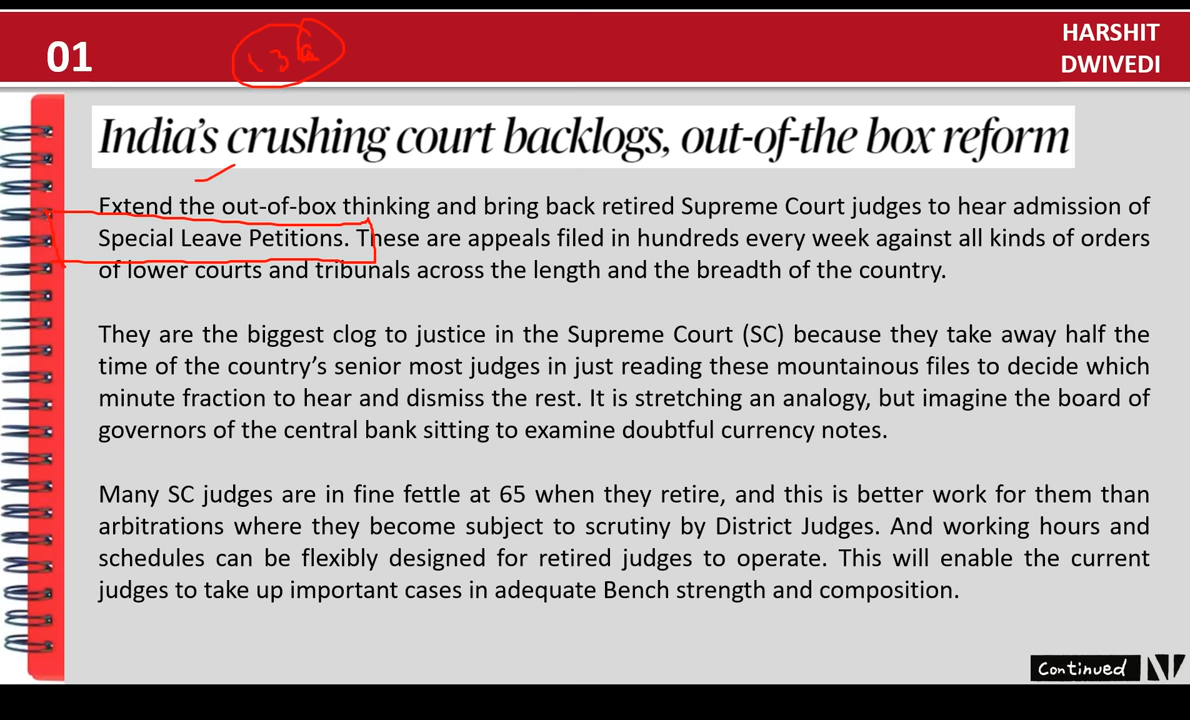 01
HARSHIT
DWIVEDI
136
India's crushing court backlogs, out-of-the box reform
Extend the out-of-box thinking and bring back retired Supreme Court judges to hear admission of
Special Leave Petitions. These are appeals filed in hundreds every week against all kinds of orders
of lower courts and tribunals across the length and the breadth of the country.
They are the biggest clog to justice in the Supreme Court (SC) because they take away half the
time of the country's senior most judges in just reading these mountainous files to decide which
minute fraction to hear and dismiss the rest. It is stretching an analogy, but imagine the board of
governors of the central bank sitting to examine doubtful currency notes.
Many SC judges are in fine fettle at 65 when they retire, and this is better work for them than
arbitrations where they become subject to scrutiny by District Judges. And working hours and
schedules can be flexibly designed for retired judges to operate. This will enable the current
judges to take up important cases in adequate Bench strength and composition.
Continued